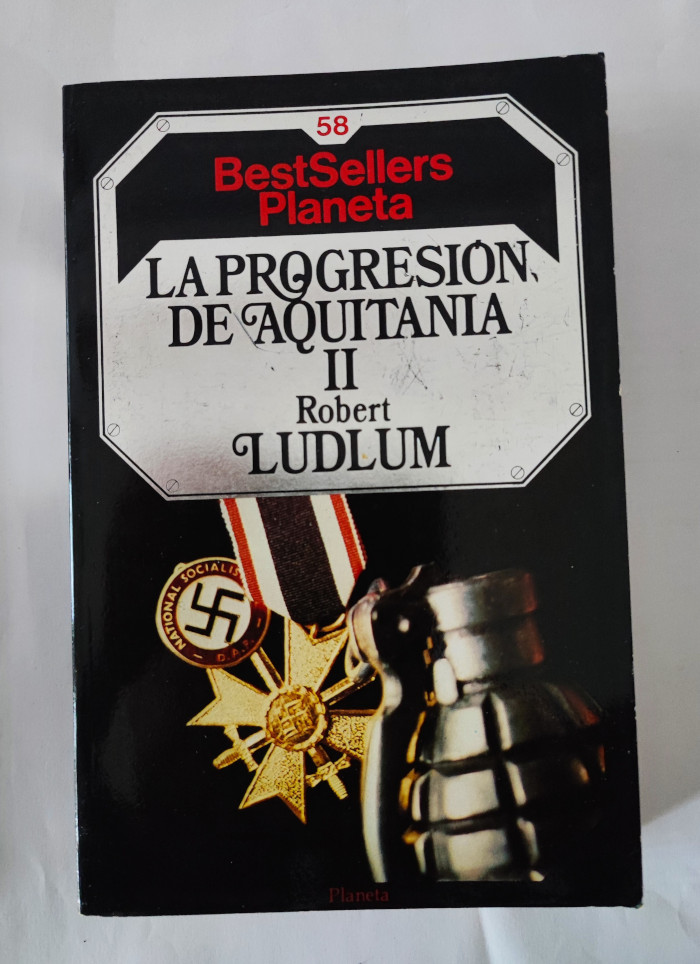 58
BestSellers
Planeta
LA PROGRESIÓN
DE AQUITANIA
II
Robert
LUDLUM
NATIONAL SOCIALIS
D.A.P.
Planeta